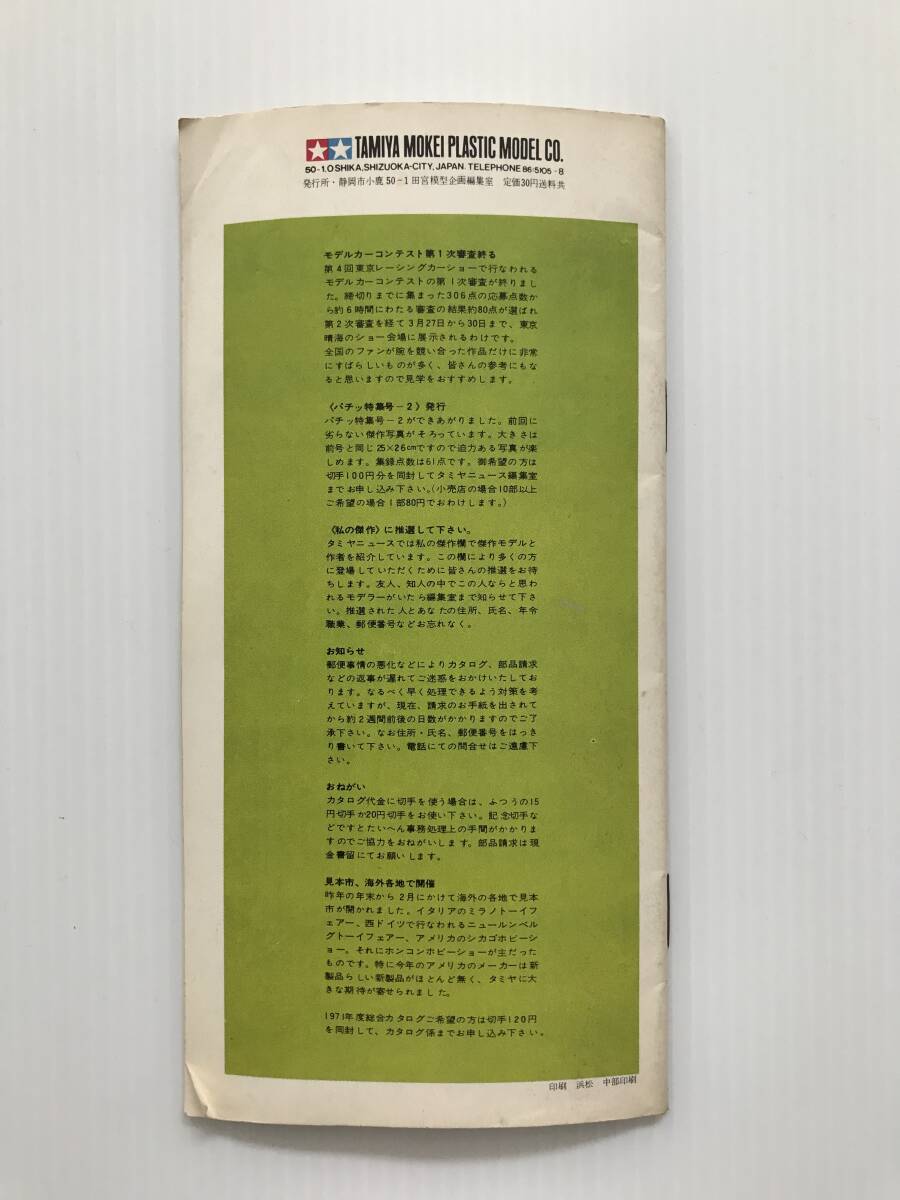 TAMIYA MOKEI PLASTIC MODEL CO.
50-1.OSHIKA,SHIZUOKA-CITY, JAPAN. TELEPHONE 86:5105-8
発行所・静岡市小鹿50-1田宮模型企画編集室 定価30円送料共
モデルカーコンテスト第1次審査終る
第4回東京レーシングカーショーで行なわれる
モデルカーコンテストの第1次審査が終りまし
た。締切りまでに集まった306点の応募点数か
ら約6時間にわたる審査の結果約80点が選ばれ
第2次審査を経て3月27日から30日まで、東京
晴海のショー会場に展示されるわけです。
全国のファンが腕を競い合った作品だけに非常
にすばらしいものが多く、皆さんの参考にもな
ると思いますので見学をおすすめします。
《パチッ特集号-2》発行
パチッ特集号-2ができあがりました。前回に
劣らない傑作写真がそろっています。大きさは
前号と同じ25×26cmですので迫力ある写真が楽
しめます。集録点数は61点です。御希望の方は
切手100円分を同封してタミヤニュース編集室
までお申し込み下さい。(小売店の場合10部以上
ご希望の場合1部80円でおわけします。)
《私の傑作》に推選して下さい。
タミヤニュースでは私の傑作欄で傑作モデルと
作者を紹介しています。この欄により多くの方
に登場していただくために皆さんの推選をお待
ちします。友人、知人の中でこの人ならと思わ
れるモデラーがいたら編集室まで知らせて下さ
い。推選された人とあなたの住所、氏名、年令
職業、郵便番号などお忘れなく。
お知らせ
郵便事情の悪化などによりカタログ、部品請求
などの返事が遅れてご迷惑をおかけいたしてお
ります。なるべく早く処理できるよう対策を考
えていますが、現在、請求のお手紙を出されて
から約2週間前後の日数がかかりますのでご了
承下さい。なお住所・氏名、郵便番号をはっき
り書いて下さい。電話にての問合せはご遠慮下
さい。
おねがい
カタログ代金に切手を使う場合は、ふつうの15
円切手か20円切手をお使い下さい。記念切手な
どですとたいへん事務処理上の手間がかかりま
すのでご協力をおねがいします。部品請求は現
金書留にてお願いします。
見本市、海外各地で開催
昨年の年末から2月にかけて海外の各地で見本
市が開かれました。イタリアのミラノトーイフ
ェアー、西ドイツで行なわれるニュールンベル
グトーイフェアー、アメリカのシカゴホビーシ
ョー。それにホンコンホビーショーが主だった
ものです。特に今年のアメリカのメーカーは新
製品らしい新製品がほとんど無く、タミヤに大
きな期待が寄せられました。
1971年度総合カタログご希望の方は切手120円
を同封して、カタログ係までお申し込み下さい。
印刷 浜松 中部印刷